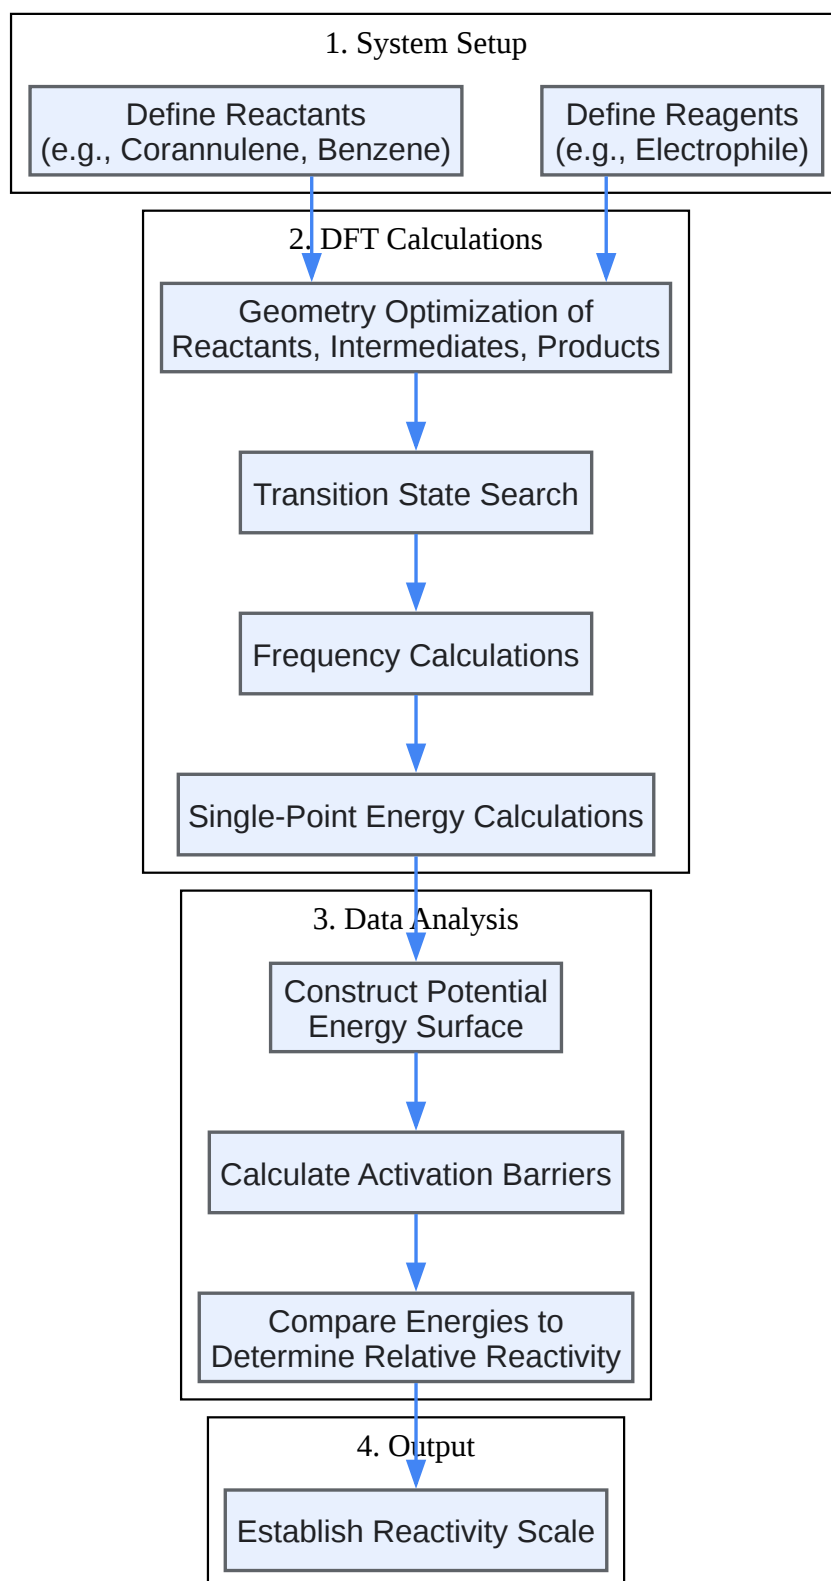 1. System Setup
Define Reactants
(e.g., Corannulene, Benzene)
Define Reagents
(e.g., Electrophile)
2. DFT Calculations
Geometry Optimization of
Reactants, Intermediates, Products
Transition State Search
Frequency Calculations
Single-Point Energy Calculations
3. Data Analysis
Construct Potential
Energy Surface
Calculate Activation Barriers
Compare Energies to
Determine Relative Reactivity
4. Output
Establish Reactivity Scale